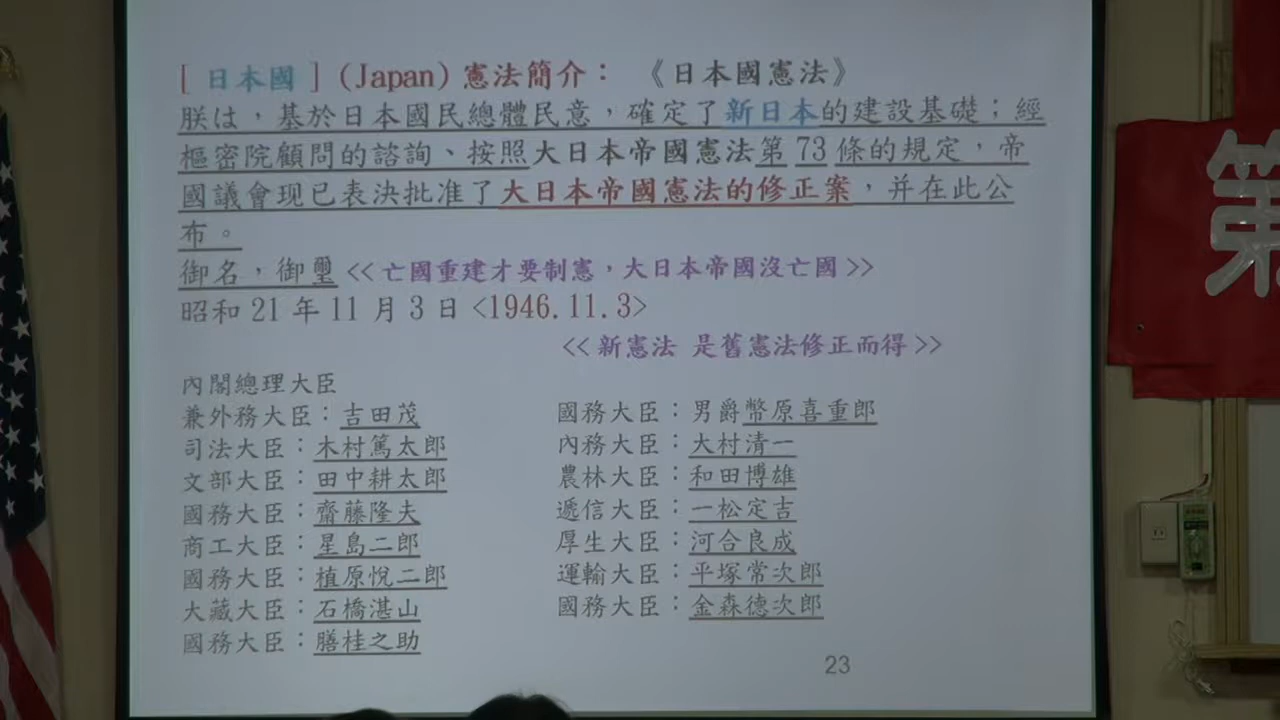 [ 日本國 ] (Japan) 憲法簡介： 《日本國憲法》
朕は，基於日本國民總體民意，確定了新日本的建設基礎；經
樞密院顧問的諮詢、按照大日本帝國憲法第 73 條的規定，帝
國議會现已表決批准了大日本帝國憲法的修正案，并在此公
布。
御名，御璽 << 亡國重建才要制憲，大日本帝國沒亡國 >>
昭和 21 年 11 月 3 日 <1946.11.3>
<< 新憲法 是舊憲法修正而得 >>
內閣總理大臣
兼外務大臣：吉田茂
司法大臣：木村篤太郎
文部大臣：田中耕太郎
國務大臣：齋藤隆夫
商工大臣：星島二郎
國務大臣：植原悅二郎
大藏大臣：石橋湛山
國務大臣：膳桂之助
國務大臣：男爵幣原喜重郎
內務大臣：大村清一
農林大臣：和田博雄
遞信大臣：一松定吉
厚生大臣：河合良成
運輸大臣：平塚常次郎
國務大臣：金森德次郎
23
第